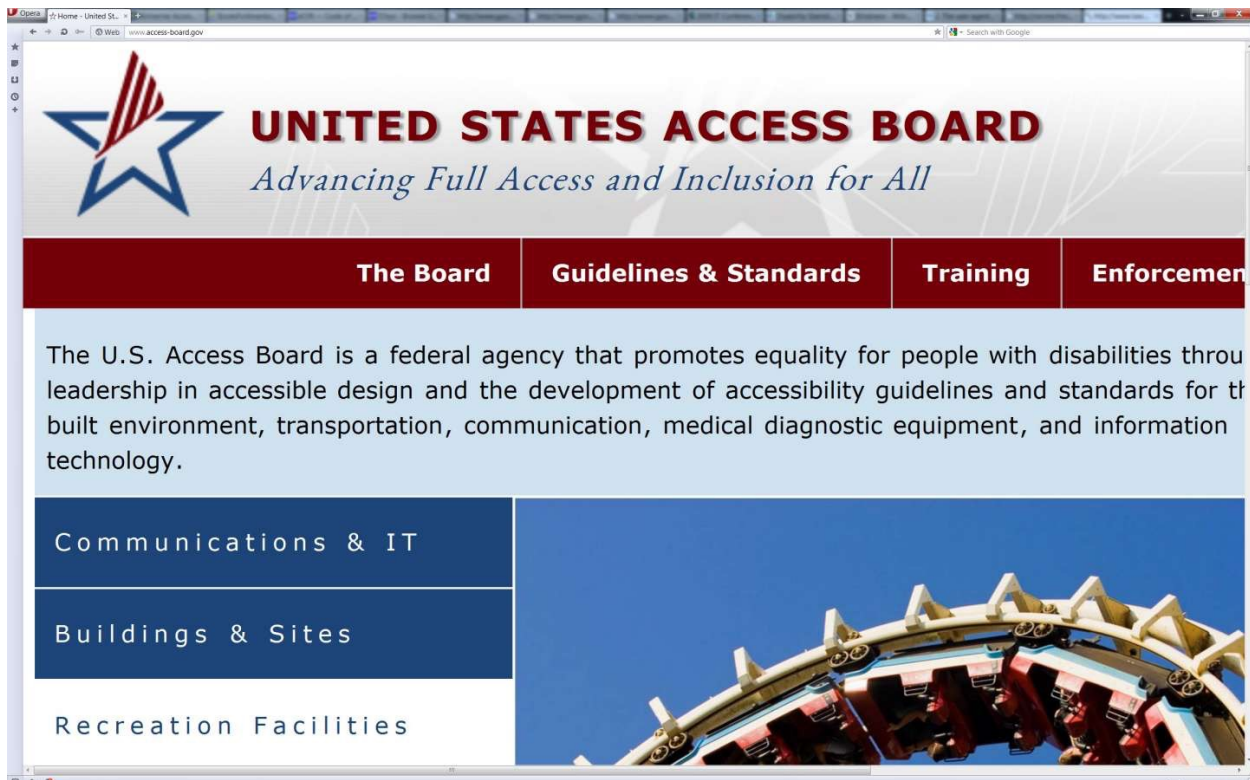 Opera
Home - United St...
Web
www.access-board.gov
Search with Google
UNITED STATES ACCESS BOARD
Advancing Full Access and Inclusion for All
The Board
Guidelines & Standards
Training
Enforcemen
The U.S. Access Board is a federal agency that promotes equality for people with disabilities throu
leadership in accessible design and the development of accessibility guidelines and standards for th
built environment, transportation, communication, medical diagnostic equipment, and information
technology.
Communications & IT
Buildings & Sites
Recreation Facilities